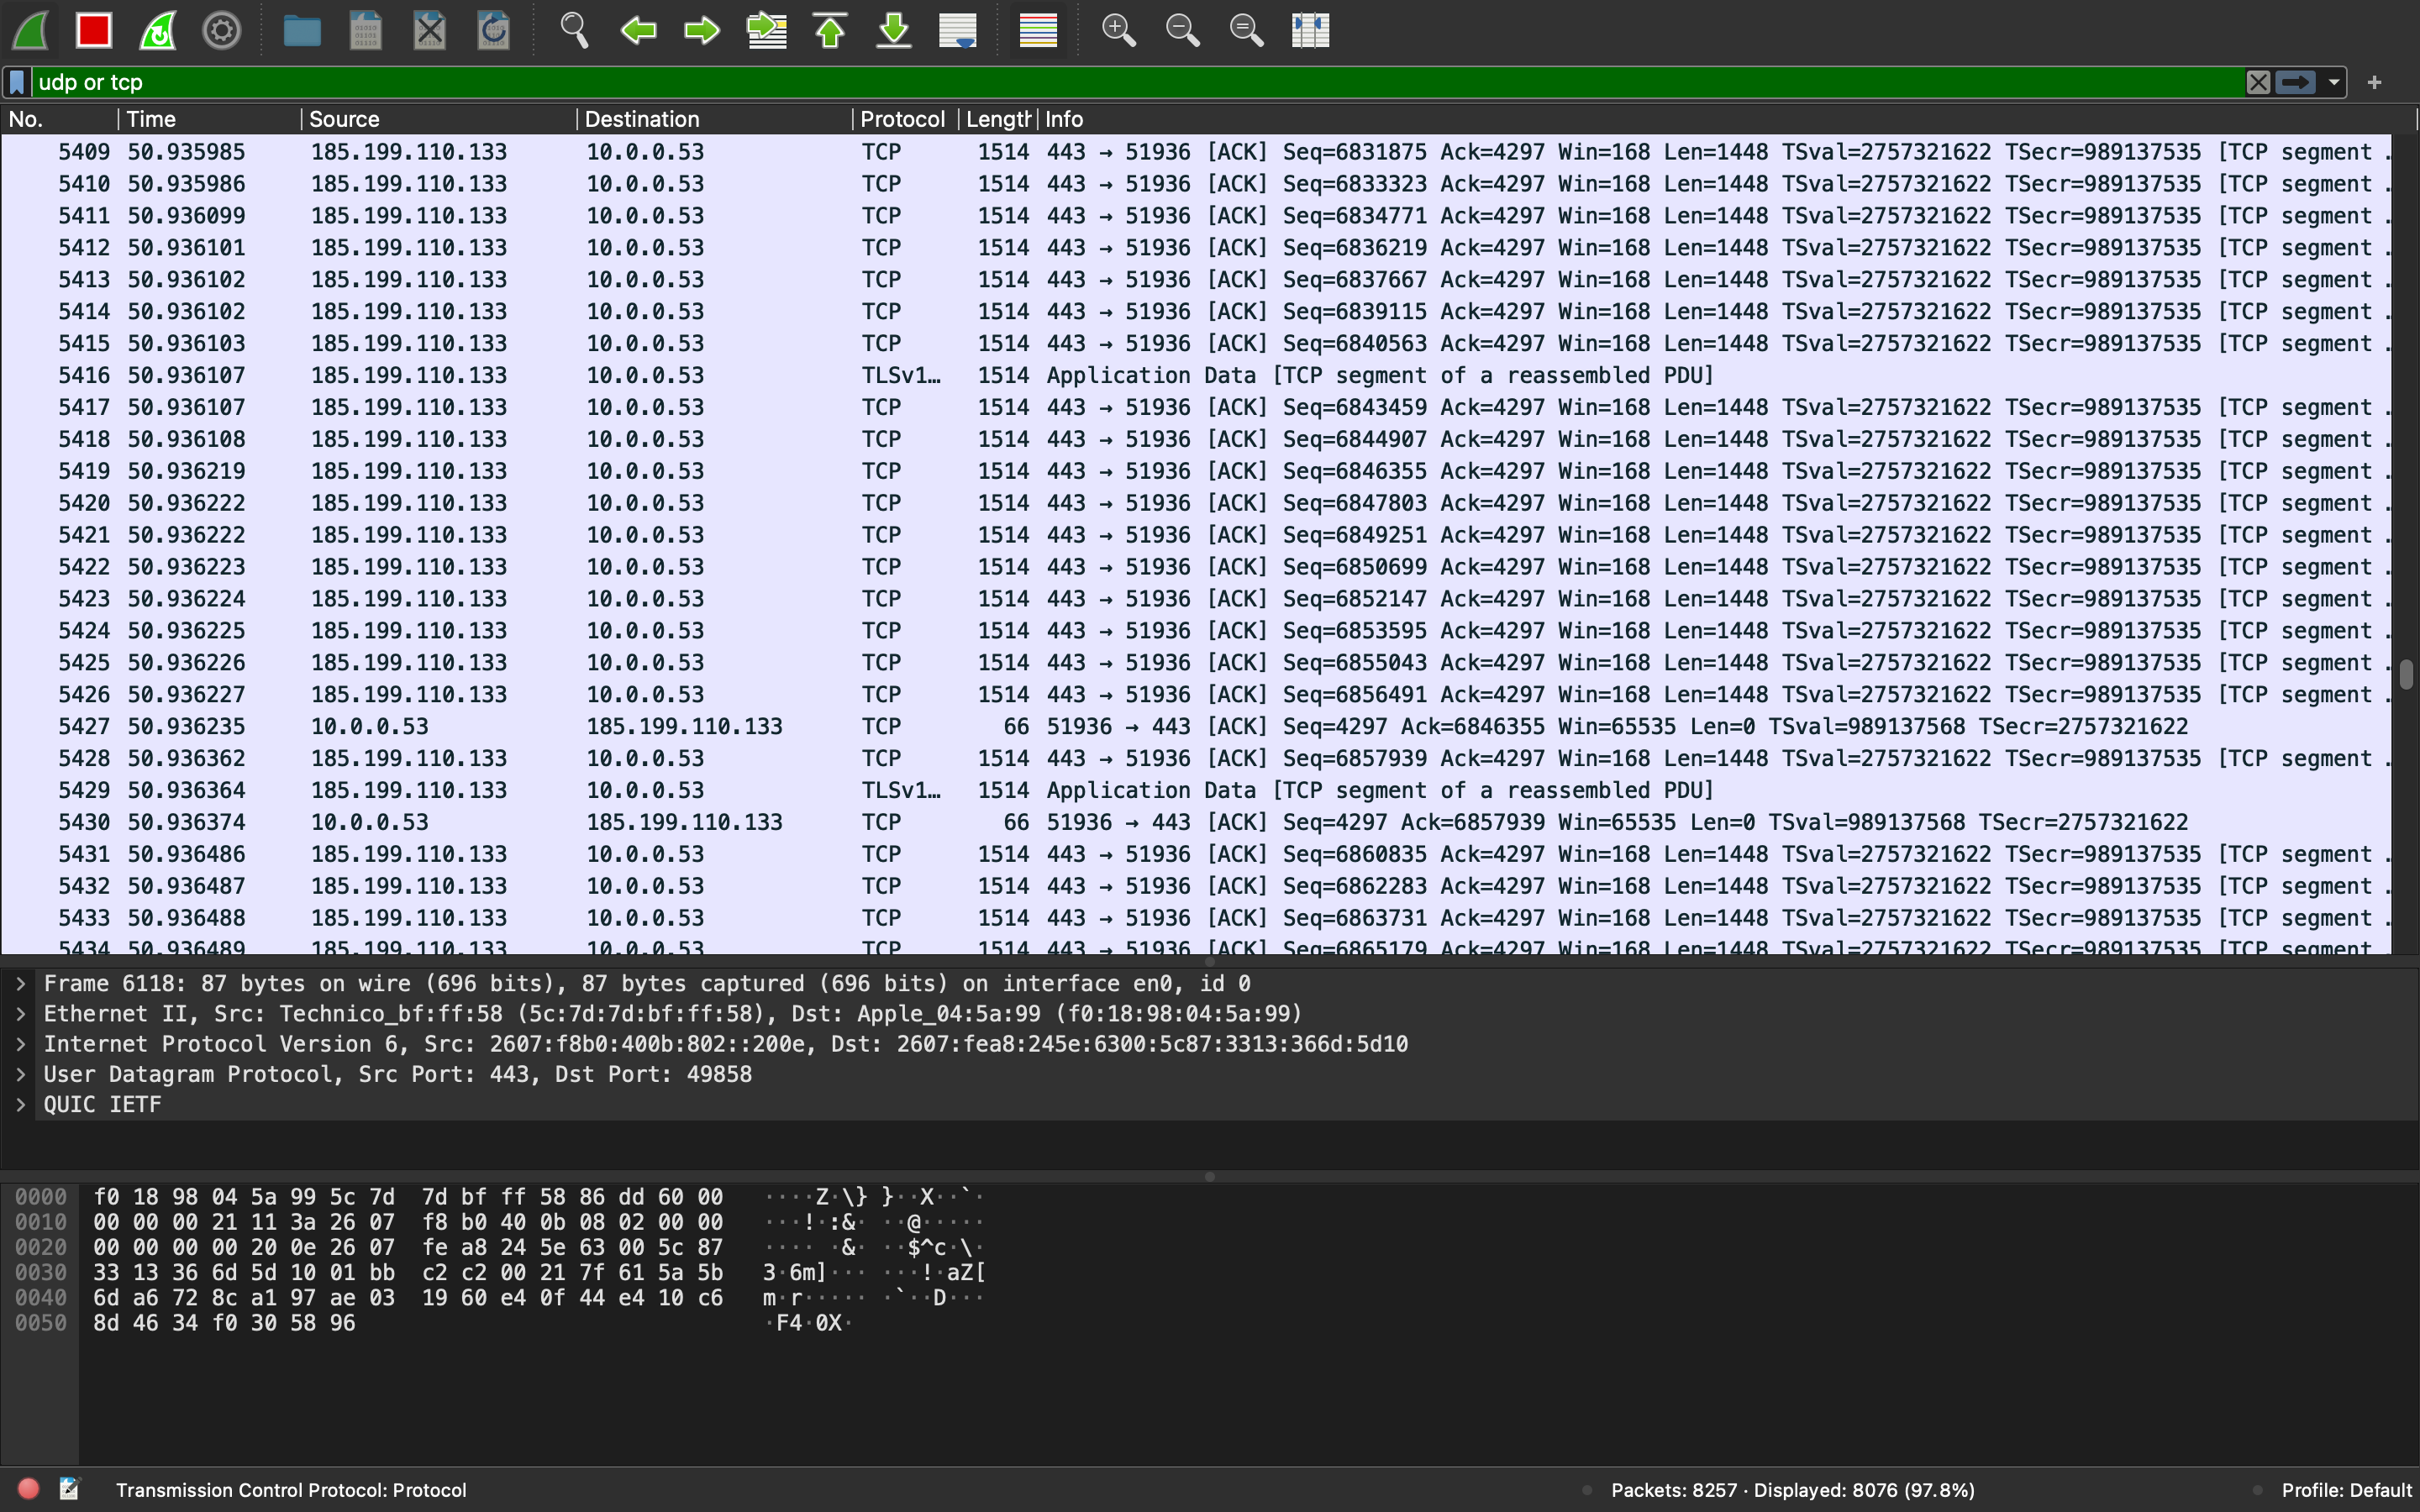 udp or tcp
No. Time Source Destination Protocol Length Info
5409 50.935985 185.199.110.133 10.0.0.53 TCP 1514 443 → 51936 [ACK] Seq=6831875 Ack=4297 Win=168 Len=1448 TSval=2757321622 TSecr=989137535 [TCP segment .
5410 50.935986 185.199.110.133 10.0.0.53 TCP 1514 443 → 51936 [ACK] Seq=6833323 Ack=4297 Win=168 Len=1448 TSval=2757321622 TSecr=989137535 [TCP segment .
5411 50.936099 185.199.110.133 10.0.0.53 TCP 1514 443 → 51936 [ACK] Seq=6834771 Ack=4297 Win=168 Len=1448 TSval=2757321622 TSecr=989137535 [TCP segment .
5412 50.936101 185.199.110.133 10.0.0.53 TCP 1514 443 → 51936 [ACK] Seq=6836219 Ack=4297 Win=168 Len=1448 TSval=2757321622 TSecr=989137535 [TCP segment .
5413 50.936102 185.199.110.133 10.0.0.53 TCP 1514 443 → 51936 [ACK] Seq=6837667 Ack=4297 Win=168 Len=1448 TSval=2757321622 TSecr=989137535 [TCP segment .
5414 50.936102 185.199.110.133 10.0.0.53 TCP 1514 443 → 51936 [ACK] Seq=6839115 Ack=4297 Win=168 Len=1448 TSval=2757321622 TSecr=989137535 [TCP segment .
5415 50.936103 185.199.110.133 10.0.0.53 TCP 1514 443 → 51936 [ACK] Seq=6840563 Ack=4297 Win=168 Len=1448 TSval=2757321622 TSecr=989137535 [TCP segment .
5416 50.936107 185.199.110.133 10.0.0.53 TLSv1… 1514 Application Data [TCP segment of a reassembled PDU]
5417 50.936107 185.199.110.133 10.0.0.53 TCP 1514 443 → 51936 [ACK] Seq=6843459 Ack=4297 Win=168 Len=1448 TSval=2757321622 TSecr=989137535 [TCP segment .
5418 50.936108 185.199.110.133 10.0.0.53 TCP 1514 443 → 51936 [ACK] Seq=6844907 Ack=4297 Win=168 Len=1448 TSval=2757321622 TSecr=989137535 [TCP segment .
5419 50.936219 185.199.110.133 10.0.0.53 TCP 1514 443 → 51936 [ACK] Seq=6846355 Ack=4297 Win=168 Len=1448 TSval=2757321622 TSecr=989137535 [TCP segment .
5420 50.936222 185.199.110.133 10.0.0.53 TCP 1514 443 → 51936 [ACK] Seq=6847803 Ack=4297 Win=168 Len=1448 TSval=2757321622 TSecr=989137535 [TCP segment .
5421 50.936222 185.199.110.133 10.0.0.53 TCP 1514 443 → 51936 [ACK] Seq=6849251 Ack=4297 Win=168 Len=1448 TSval=2757321622 TSecr=989137535 [TCP segment .
5422 50.936223 185.199.110.133 10.0.0.53 TCP 1514 443 → 51936 [ACK] Seq=6850699 Ack=4297 Win=168 Len=1448 TSval=2757321622 TSecr=989137535 [TCP segment .
5423 50.936224 185.199.110.133 10.0.0.53 TCP 1514 443 → 51936 [ACK] Seq=6852147 Ack=4297 Win=168 Len=1448 TSval=2757321622 TSecr=989137535 [TCP segment .
5424 50.936225 185.199.110.133 10.0.0.53 TCP 1514 443 → 51936 [ACK] Seq=6853595 Ack=4297 Win=168 Len=1448 TSval=2757321622 TSecr=989137535 [TCP segment .
5425 50.936226 185.199.110.133 10.0.0.53 TCP 1514 443 → 51936 [ACK] Seq=6855043 Ack=4297 Win=168 Len=1448 TSval=2757321622 TSecr=989137535 [TCP segment .
5426 50.936227 185.199.110.133 10.0.0.53 TCP 1514 443 → 51936 [ACK] Seq=6856491 Ack=4297 Win=168 Len=1448 TSval=2757321622 TSecr=989137535 [TCP segment .
5427 50.936235 10.0.0.53 185.199.110.133 TCP 66 51936 → 443 [ACK] Seq=4297 Ack=6846355 Win=65535 Len=0 TSval=989137568 TSecr=2757321622
5428 50.936362 185.199.110.133 10.0.0.53 TCP 1514 443 → 51936 [ACK] Seq=6857939 Ack=4297 Win=168 Len=1448 TSval=2757321622 TSecr=989137535 [TCP segment .
5429 50.936364 185.199.110.133 10.0.0.53 TLSv1… 1514 Application Data [TCP segment of a reassembled PDU]
5430 50.936374 10.0.0.53 185.199.110.133 TCP 66 51936 → 443 [ACK] Seq=4297 Ack=6857939 Win=65535 Len=0 TSval=989137568 TSecr=2757321622
5431 50.936486 185.199.110.133 10.0.0.53 TCP 1514 443 → 51936 [ACK] Seq=6860835 Ack=4297 Win=168 Len=1448 TSval=2757321622 TSecr=989137535 [TCP segment .
5432 50.936487 185.199.110.133 10.0.0.53 TCP 1514 443 → 51936 [ACK] Seq=6862283 Ack=4297 Win=168 Len=1448 TSval=2757321622 TSecr=989137535 [TCP segment .
5433 50.936488 185.199.110.133 10.0.0.53 TCP 1514 443 → 51936 [ACK] Seq=6863731 Ack=4297 Win=168 Len=1448 TSval=2757321622 TSecr=989137535 [TCP segment .
5434 50.936489 185.199.110.133 10.0.0.53 TCP 1514 443 → 51936 [ACK] Seq=6865179 Ack=4297 Win=168 Len=1448 TSval=2757321622 TSecr=989137535 [TCP segment .
> Frame 6118: 87 bytes on wire (696 bits), 87 bytes captured (696 bits) on interface en0, id 0
> Ethernet II, Src: Technico_bf:ff:58 (5c:7d:7d:bf:ff:58), Dst: Apple_04:5a:99 (f0:18:98:04:5a:99)
> Internet Protocol Version 6, Src: 2607:f8b0:400b:802::200e, Dst: 2607:fea8:245e:6300:5c87:3313:366d:5d10
> User Datagram Protocol, Src Port: 443, Dst Port: 49858
> QUIC IETF
0000 f0 18 98 04 5a 99 5c 7d 7d bf ff 58 86 dd 60 00 ····Z·\} }··X··`·
0010 00 00 00 21 11 3a 26 07 f8 b0 40 0b 08 02 00 00 ···!·:&· ··@·····
0020 00 00 00 00 20 0e 26 07 fe a8 24 5e 63 00 5c 87 ···· ·&· ··$^c·\·
0030 33 13 36 6d 5d 10 01 bb c2 c2 00 21 7f 61 5a 5b 3·6m]··· ···!·aZ[
0040 6d a6 72 8c a1 97 ae 03 19 60 e4 0f 44 e4 10 c6 m·r····· ·`··D···
0050 8d 46 34 f0 30 58 96 ·F4·0X·
Transmission Control Protocol: Protocol Packets: 8257 · Displayed: 8076 (97.8%) Profile: Default